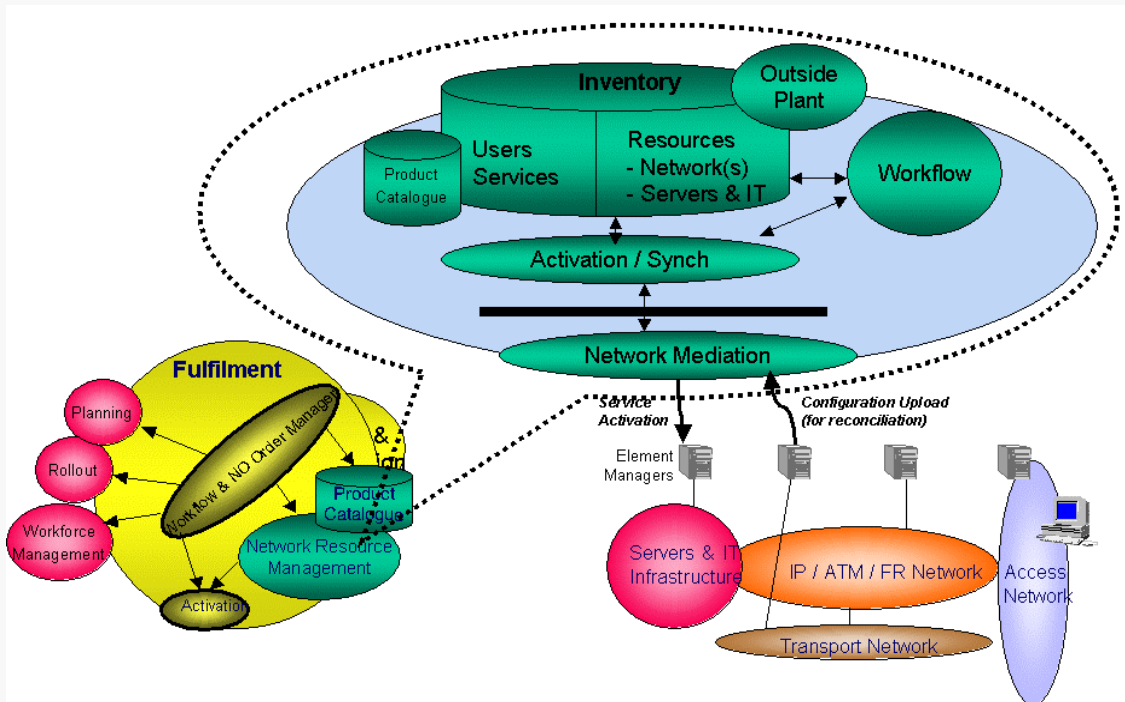 Inventory
Outside
Plant
Users
Services
Resources
- Network(s)
- Servers & IT
Product
Catalogue
Workflow
Activation / Synch
Network Mediation
Service
Activation
Configuration Upload
(for reconciliation)
Element
Managers
Servers & IT
Infrastructure
IP / ATM / FR Network
Access
Network
Transport Network
Fulfilment
Planning
Rollout
Workforce
Management
Workflow & NO Order Manager
&
Product
Catalogue
Network Resource
Management
Activation